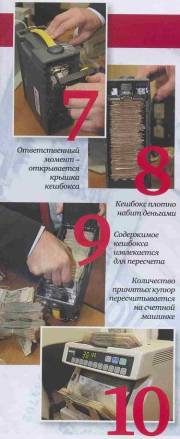 7
Ответственный
момент –
открывается
крышка
кешбокса
8
Кешбокс плотно
набит деньгами
9
Содержимое
кешбокса
извлекается
для пересчета
Количество
принятых купюр
пересчитывается
на счетной
машинке
10